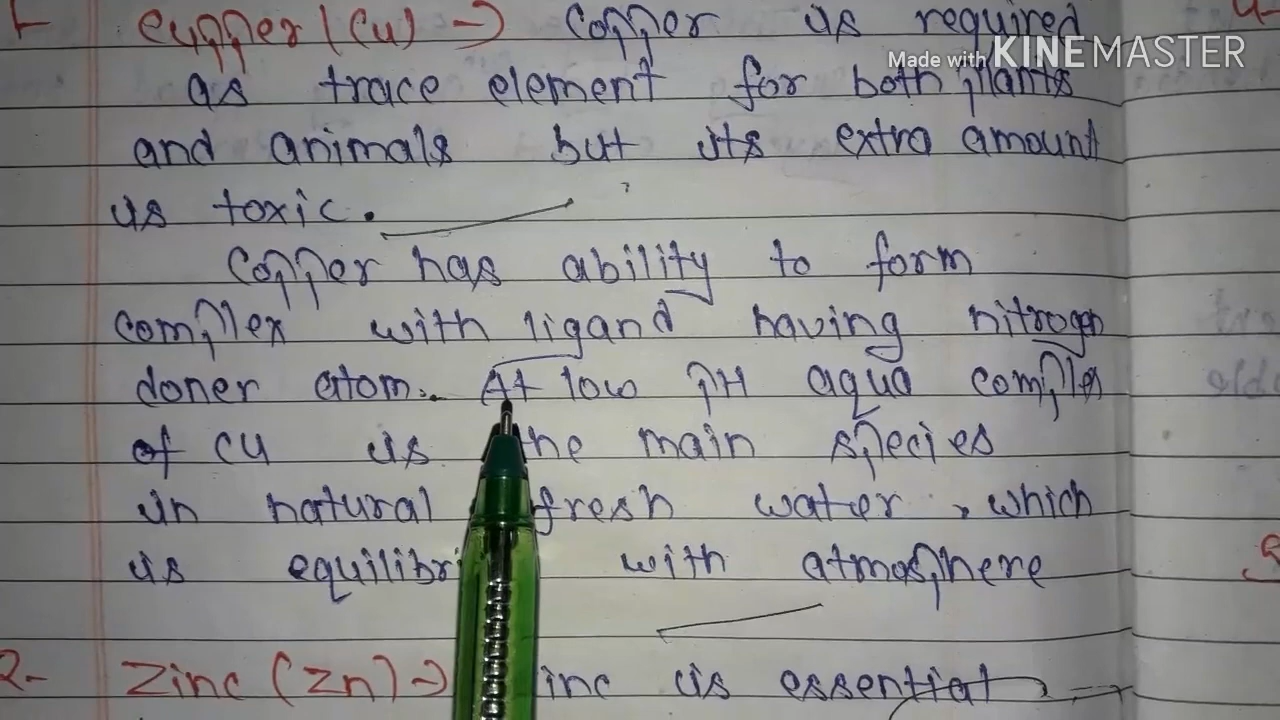 1- Cupper (Cu) -> Copper is required
Made with KINEMASTER
as trace element for both plants
and animals but its extra amount
is toxic.
Copper has ability to form
complex with ligand having nitrogen
doner atom. At low pH aqua complex
of Cu is the main species
in natural fresh water, which
is with atmosphere
2- Zinc (Zn) -> is essential